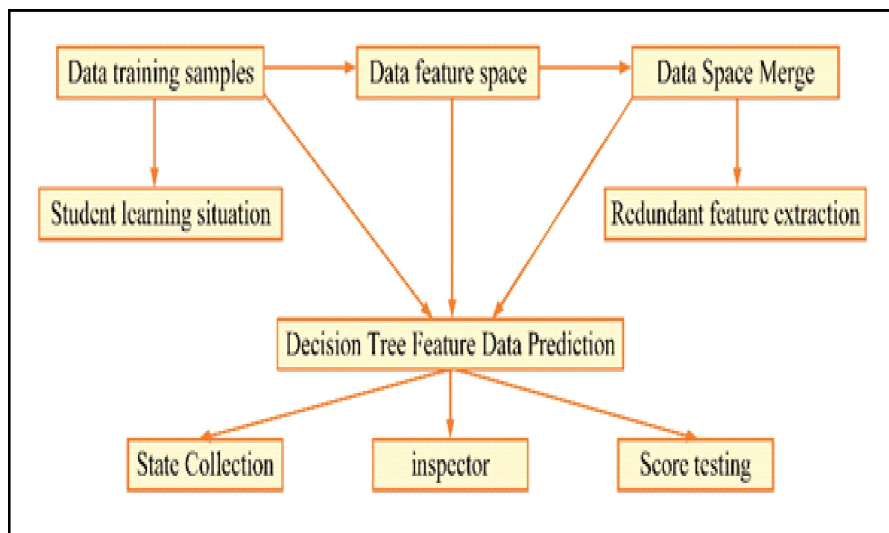 Data training samples
Data feature space
Data Space Merge
Student learning situation
Redundant feature extraction
Decision Tree Feature Data Prediction
State Collection
inspector
Score testing